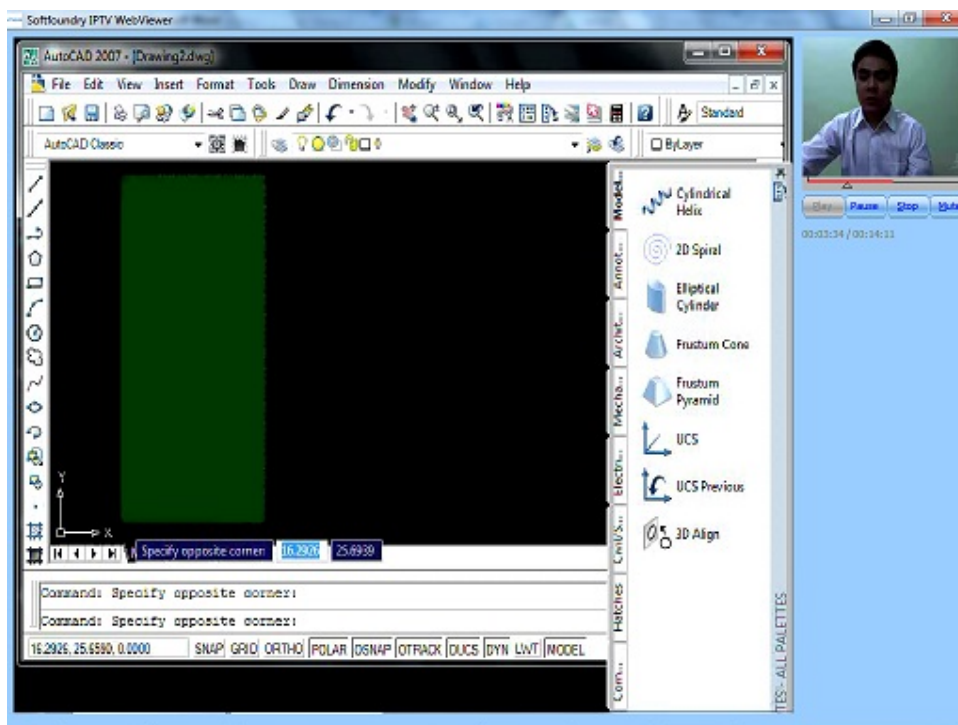 Softfoundry IPTV WebViewer
AutoCAD 2007 - [Drawing2.dwg]
File Edit View Insert Format Tools Draw Dimension Modify Window Help
Standard
AutoCAD Classic
ByLayer
Model...
Annot...
Archit...
Mecha...
Electri...
Civil/S...
Hatches
Com...
Cylindrical
Helix
2D Spiral
Elliptical
Cylinder
Frustum Cone
Frustum
Pyramid
UCS
UCS Previous
3D Align
TES - ALL PALETTES
Play Pause Stop Mute
00:03:34 / 00:14:11
Y
X
Specify opposite corner: 16.2926 25.6939
Command: Specify opposite corner:
Command: Specify opposite corner:
16.2926, 25.6590, 0.0000 SNAP GRID ORTHO POLAR OSNAP OTRACK DUCS DYN LWT MODEL